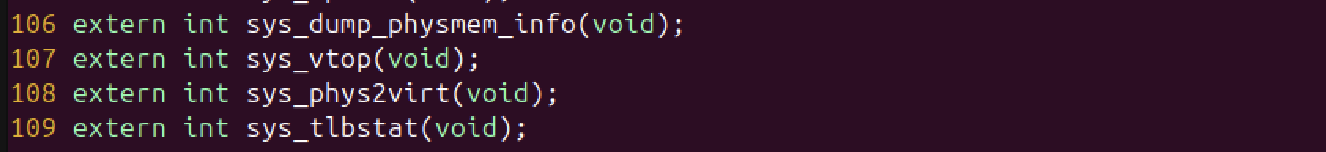 106 extern int sys_dump_physmem_info(void);
107 extern int sys_vtop(void);
108 extern int sys_phys2virt(void);
109 extern int sys_tlbstat(void);